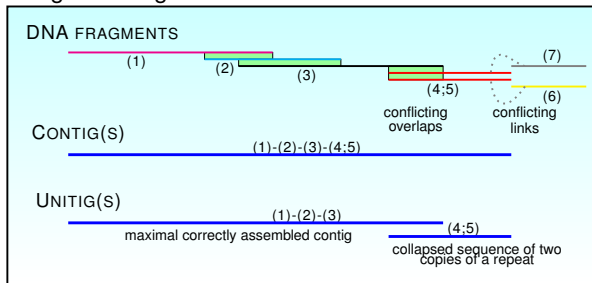 DNA FRAGMENTS
(1)
(2)
(3)
(4;5)
(7)
(6)
conflicting
overlaps
conflicting
links
CONTIG(S)
(1)-(2)-(3)-(4;5)
UNITIG(S)
(1)-(2)-(3)
maximal correctly assembled contig
(4;5)
collapsed sequence of two
copies of a repeat